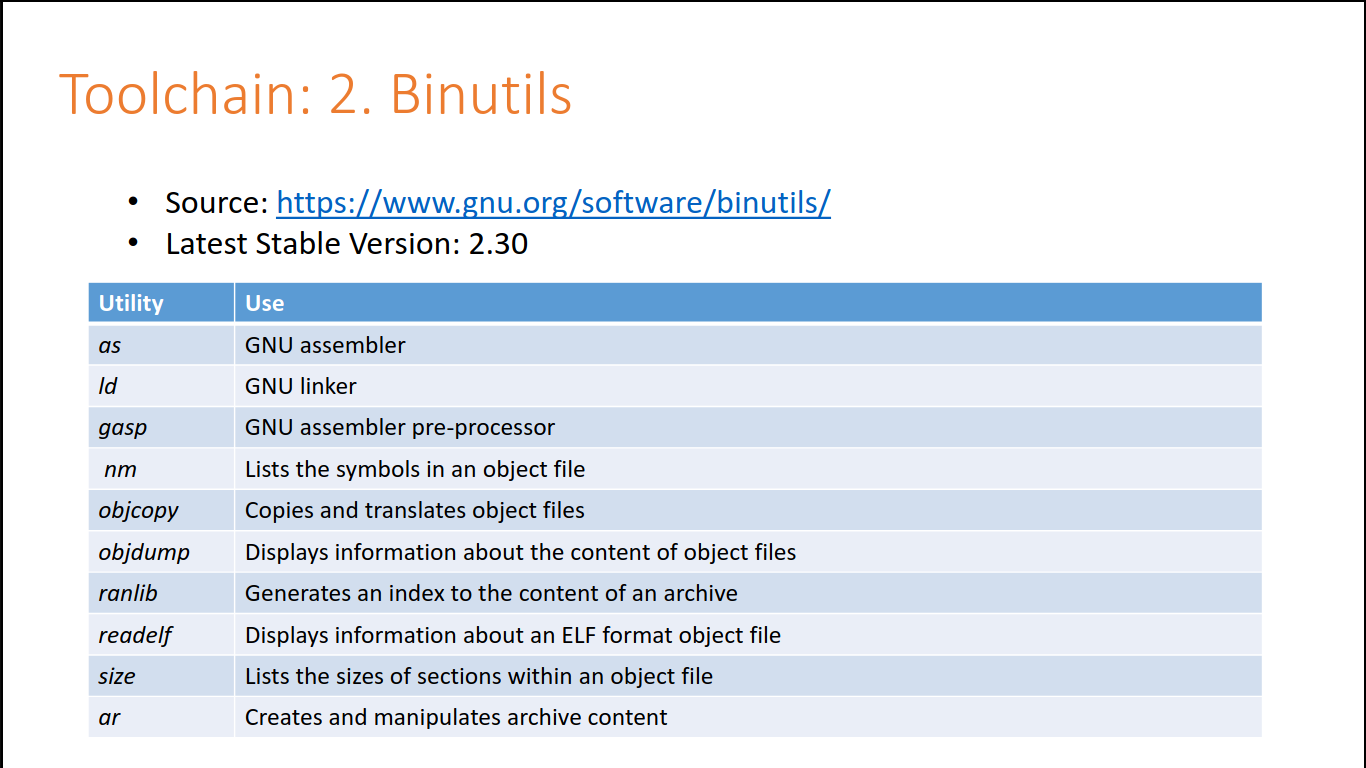 Toolchain: 2. Binutils
• Source: https://www.gnu.org/software/binutils/
• Latest Stable Version: 2.30
Utility Use
as GNU assembler
ld GNU linker
gasp GNU assembler pre-processor
nm Lists the symbols in an object file
objcopy Copies and translates object files
objdump Displays information about the content of object files
ranlib Generates an index to the content of an archive
readelf Displays information about an ELF format object file
size Lists the sizes of sections within an object file
ar Creates and manipulates archive content